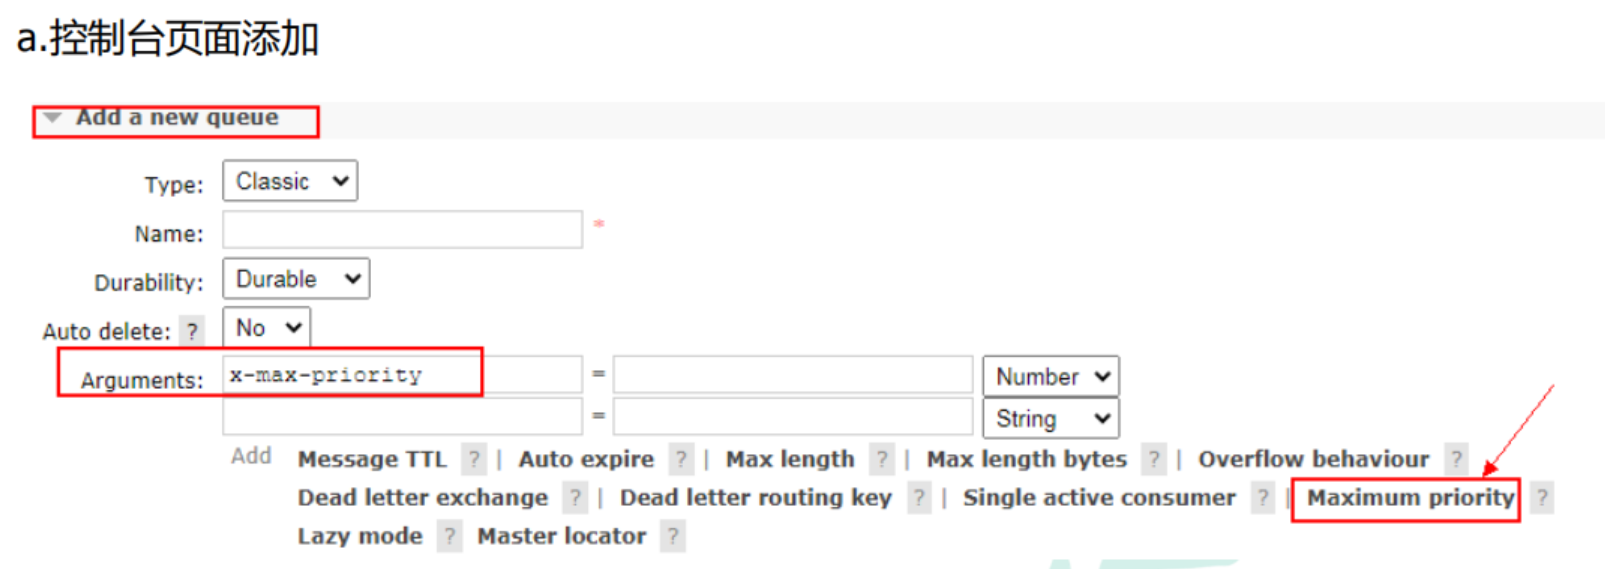 a.控制台页面添加
Add a new queue
Type: Classic
Name: *
Durability: Durable
Auto delete: ? No
Arguments: x-max-priority = Number
= String
Add Message TTL ? | Auto expire ? | Max length ? | Max length bytes ? | Overflow behaviour ?
Dead letter exchange ? | Dead letter routing key ? | Single active consumer ? | Maximum priority ?
Lazy mode ? Master locator ?